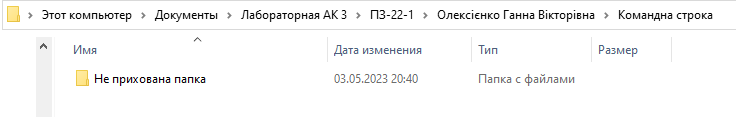 Этот компьютер > Документы > Лабораторная АК 3 > ПЗ-22-1 > Олексієнко Ганна Вікторівна > Командна строка
Имя Дата изменения Тип Размер
Не прихована папка 03.05.2023 20:40 Папка с файлами